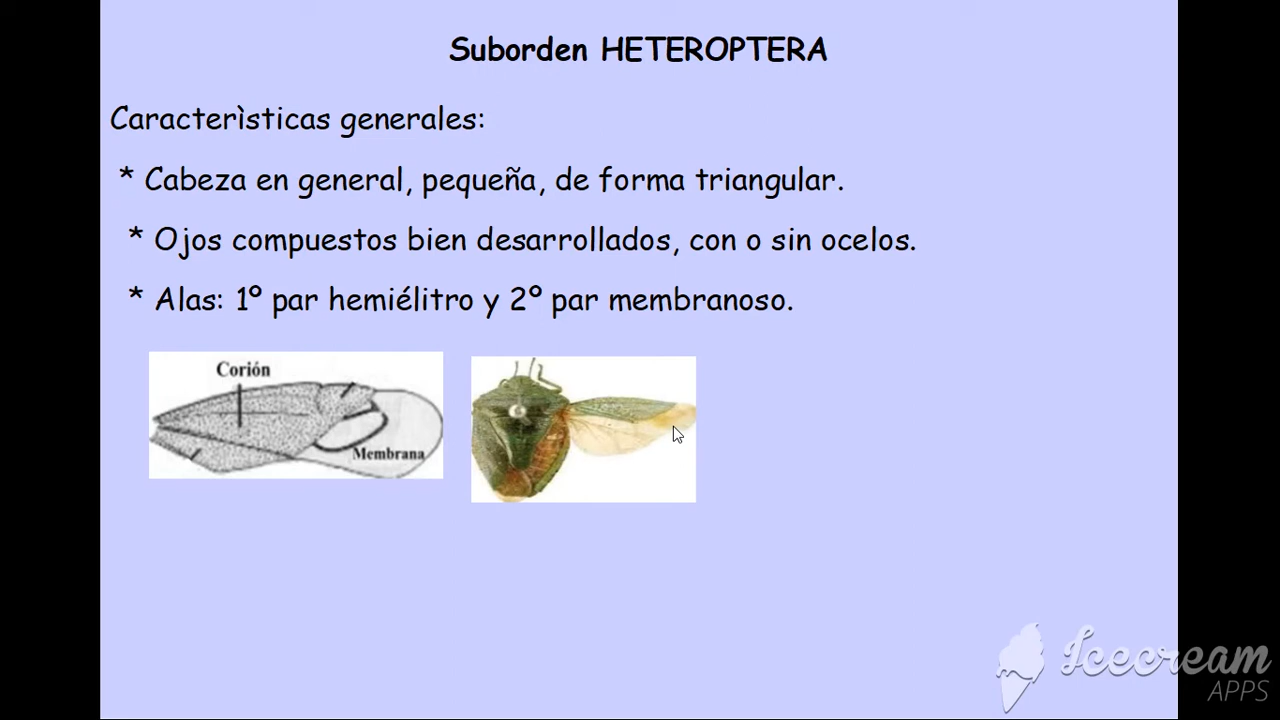 Suborden HETEROPTERA
Caracterìsticas generales:
* Cabeza en general, pequeña, de forma triangular.
* Ojos compuestos bien desarrollados, con o sin ocelos.
* Alas: 1º par hemiélitro y 2º par membranoso.
Corión
Membrana
Icecream
APPS